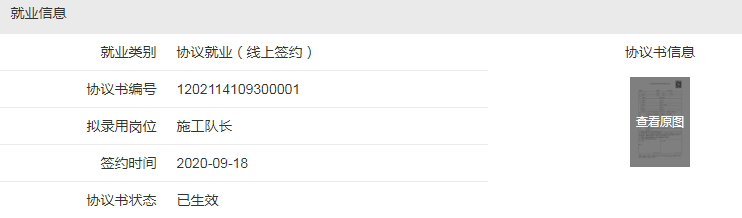 就业信息
就业类别 协议就业（线上签约） 协议书信息
协议书编号 1202114109300001
拟录用岗位 施工队长 查看原图
签约时间 2020-09-18
协议书状态 已生效